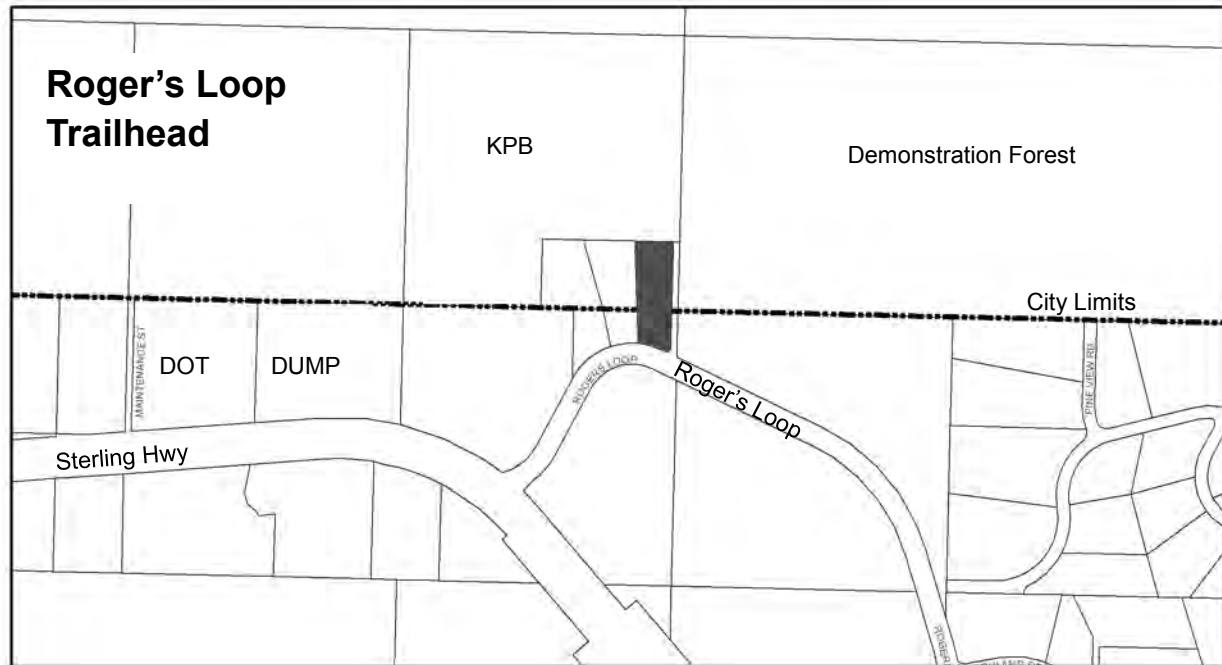 Roger's Loop
Trailhead
KPB
Demonstration Forest
City Limits
MAINTENANCE ST
DOT
DUMP
ROGERS LOOP
Roger's Loop
PINE VIEW RD
Sterling Hwy